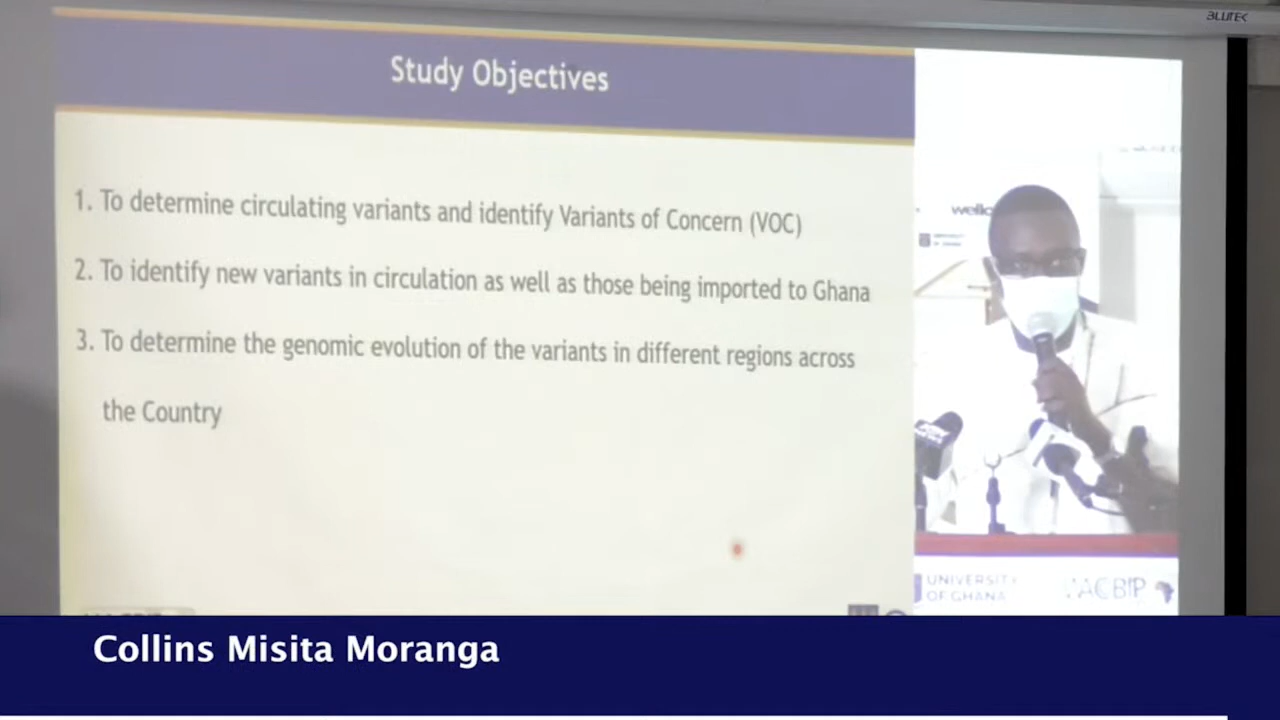 BLUTEK
Study Objectives
1. To determine circulating variants and identify Variants of Concern (VOC)
2. To identify new variants in circulation as well as those being imported to Ghana
3. To determine the genomic evolution of the variants in different regions across
the Country
UNIVERSITY
OF GHANA
WACCBIP
Collins Misita Moranga